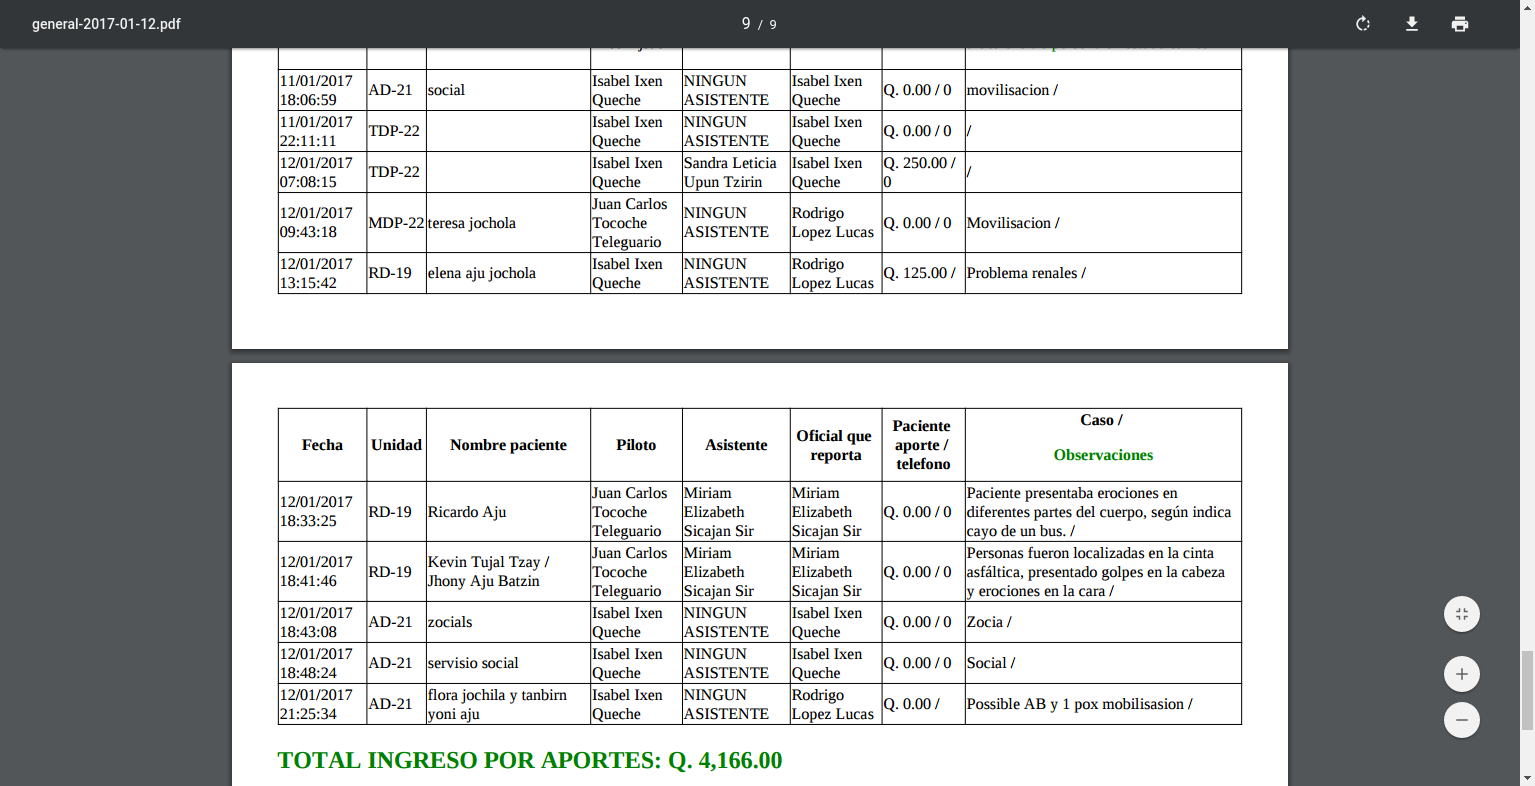 general-2017-01-12.pdf
9 / 9
11/01/2017 18:06:59 AD-21 social Isabel Ixen Queche NINGUN ASISTENTE Isabel Ixen Queche Q. 0.00 / 0 movilisacion /
11/01/2017 22:11:11 TDP-22 Isabel Ixen Queche NINGUN ASISTENTE Isabel Ixen Queche Q. 0.00 / 0 /
12/01/2017 07:08:15 TDP-22 Isabel Ixen Queche Sandra Leticia Upun Tzirin Isabel Ixen Queche Q. 250.00 / 0 /
12/01/2017 09:43:18 MDP-22 teresa jochola Juan Carlos Tococche Teleguario NINGUN ASISTENTE Rodrigo Lopez Lucas Q. 0.00 / 0 Movilisacion /
12/01/2017 13:15:42 RD-19 elena aju jochola Isabel Ixen Queche NINGUN ASISTENTE Rodrigo Lopez Lucas Q. 125.00 / Problema renales /
Fecha Unidad Nombre paciente Piloto Asistente Oficial que reporta Paciente aporte / telefono Caso / Observaciones
12/01/2017 18:33:25 RD-19 Ricardo Aju Juan Carlos Tococche Teleguario Miriam Elizabeth Sicajan Sir Miriam Elizabeth Sicajan Sir Q. 0.00 / 0 Paciente presentaba erociones en diferentes partes del cuerpo, según indica cayo de un bus. /
12/01/2017 18:41:46 RD-19 Kevin Tujal Tzay / Jhony Aju Batzin Juan Carlos Tococche Teleguario Miriam Elizabeth Sicajan Sir Miriam Elizabeth Sicajan Sir Q. 0.00 / 0 Personas fueron localizadas en la cinta asfáltica, presentado golpes en la cabeza y erociones en la cara /
12/01/2017 18:43:08 AD-21 zocials Isabel Ixen Queche NINGUN ASISTENTE Isabel Ixen Queche Q. 0.00 / 0 Zocia /
12/01/2017 18:48:24 AD-21 servisio social Isabel Ixen Queche NINGUN ASISTENTE Isabel Ixen Queche Q. 0.00 / 0 Social /
12/01/2017 21:25:34 AD-21 flora jochila y tanbirn yoni aju Isabel Ixen Queche NINGUN ASISTENTE Rodrigo Lopez Lucas Q. 0.00 / Possible AB y 1 pox mobilisasion /
TOTAL INGRESO POR APORTES: Q. 4,166.00